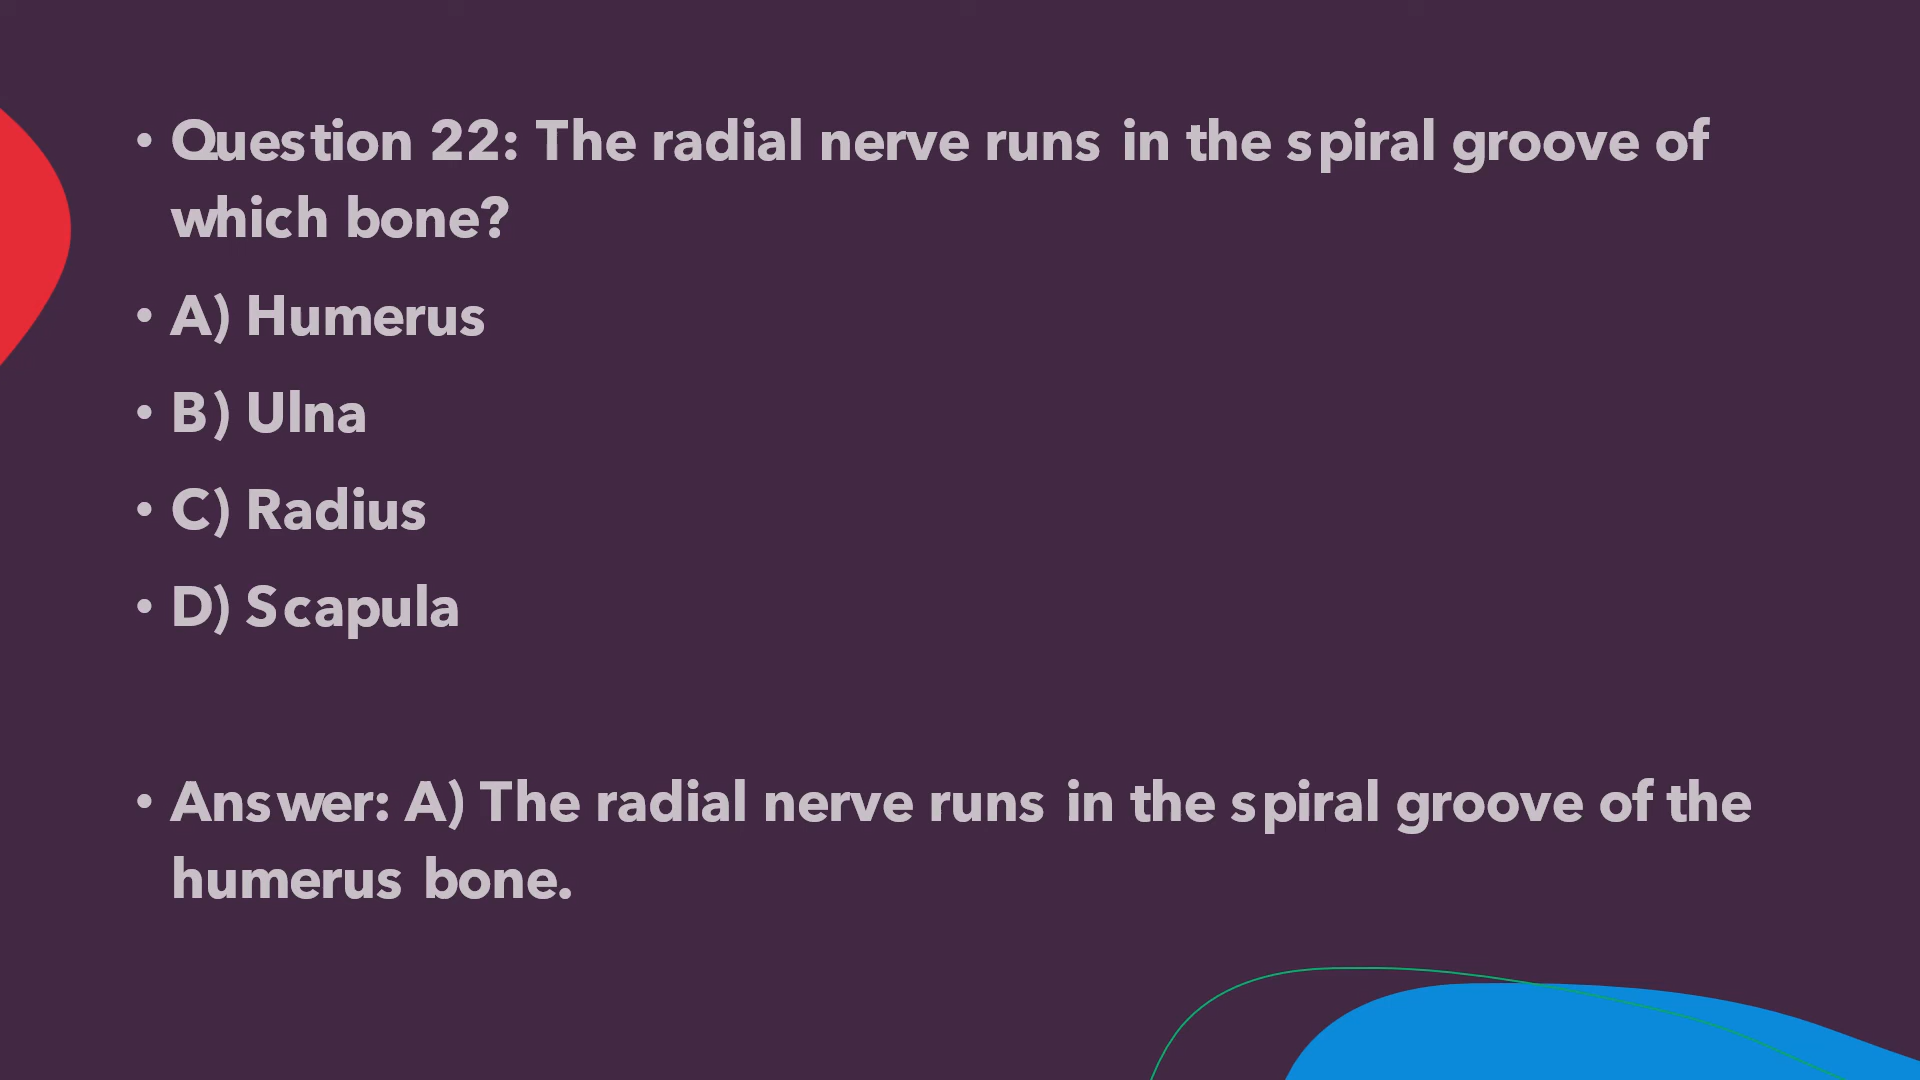 • Question 22: The radial nerve runs in the spiral groove of
which bone?
• A) Humerus
• B) Ulna
• C) Radius
• D) Scapula
• Answer: A) The radial nerve runs in the spiral groove of the
humerus bone.